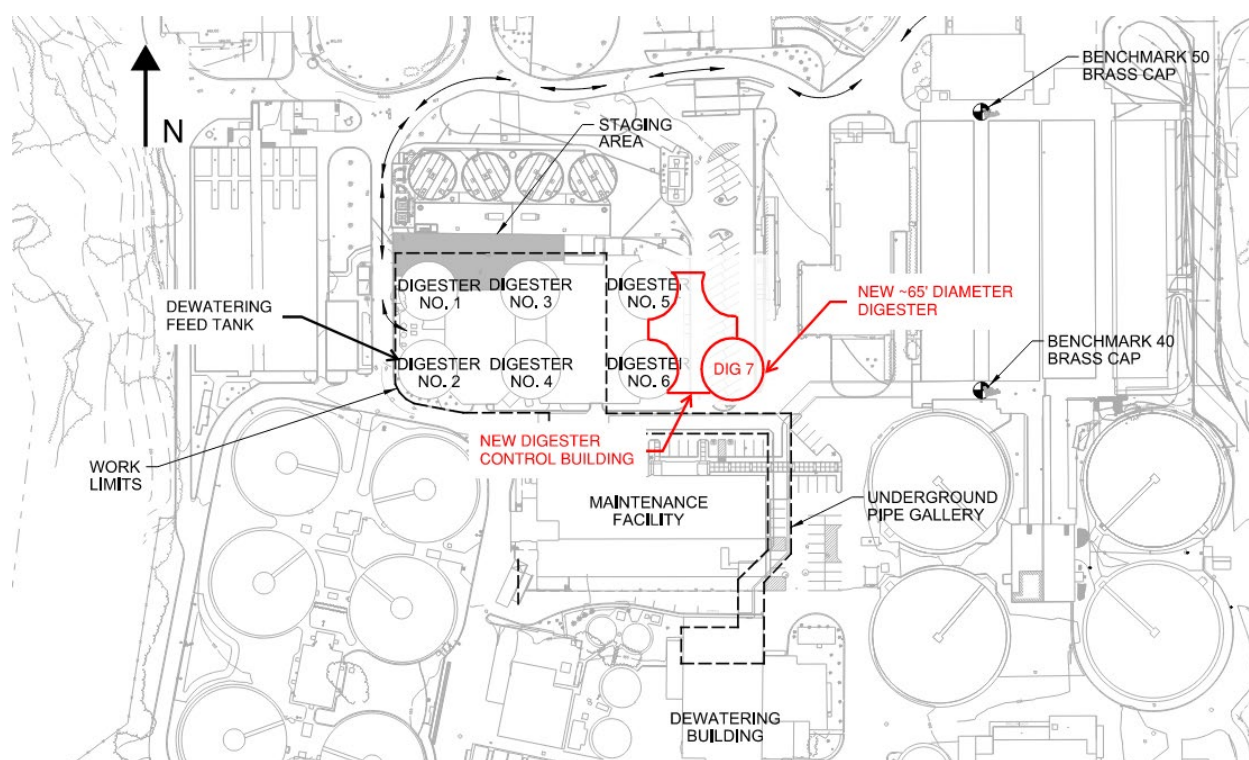 N
STAGING
AREA
BENCHMARK 50
BRASS CAP
DIGESTER
NO. 1
DIGESTER
NO. 3
DIGESTER
NO. 5
NEW ~65' DIAMETER
DIGESTER
DEWATERING
FEED TANK
BENCHMARK 40
BRASS CAP
DIGESTER
NO. 2
DIGESTER
NO. 4
DIGESTER
NO. 6
DIG 7
NEW DIGESTER
CONTROL BUILDING
WORK
LIMITS
MAINTENANCE
FACILITY
UNDERGROUND
PIPE GALLERY
DEWATERING
BUILDING